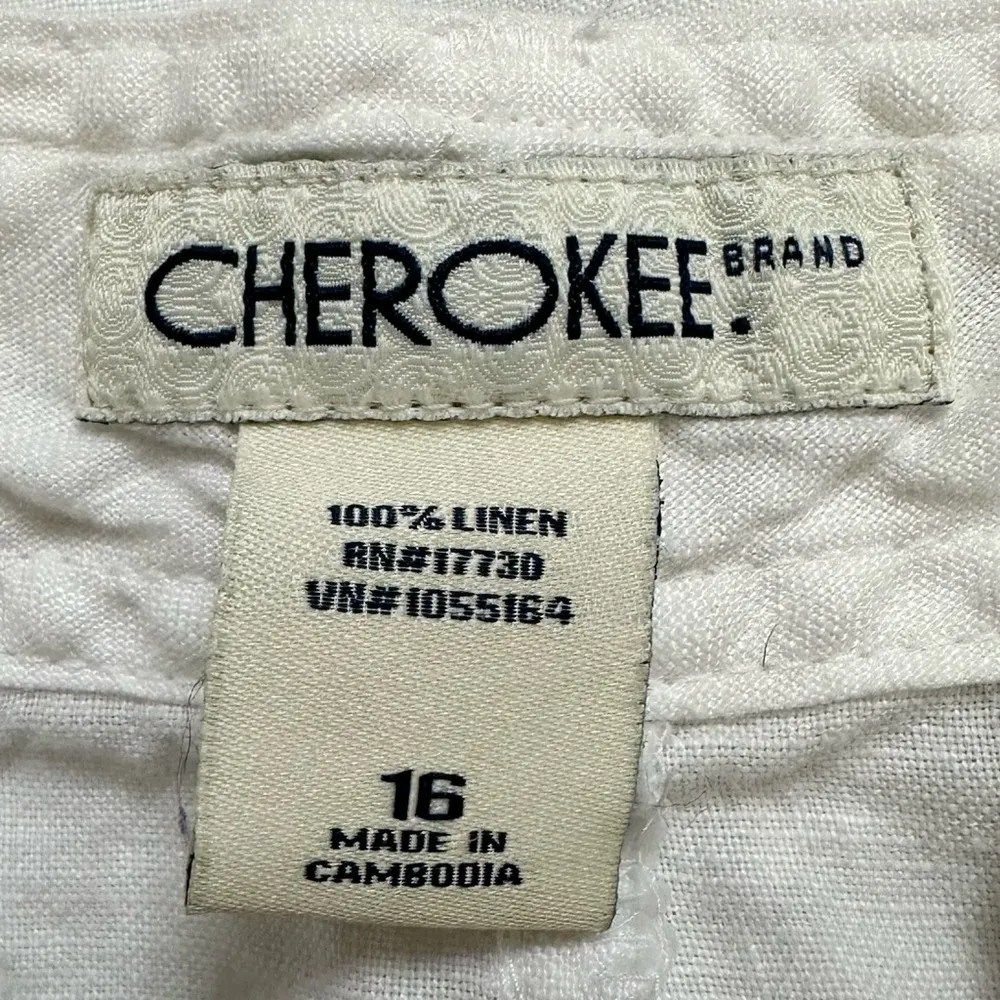 CHEROKEE. BRAND
100% LINEN
RN#17730
VN#1055164
16
MADE IN
CAMBODIA